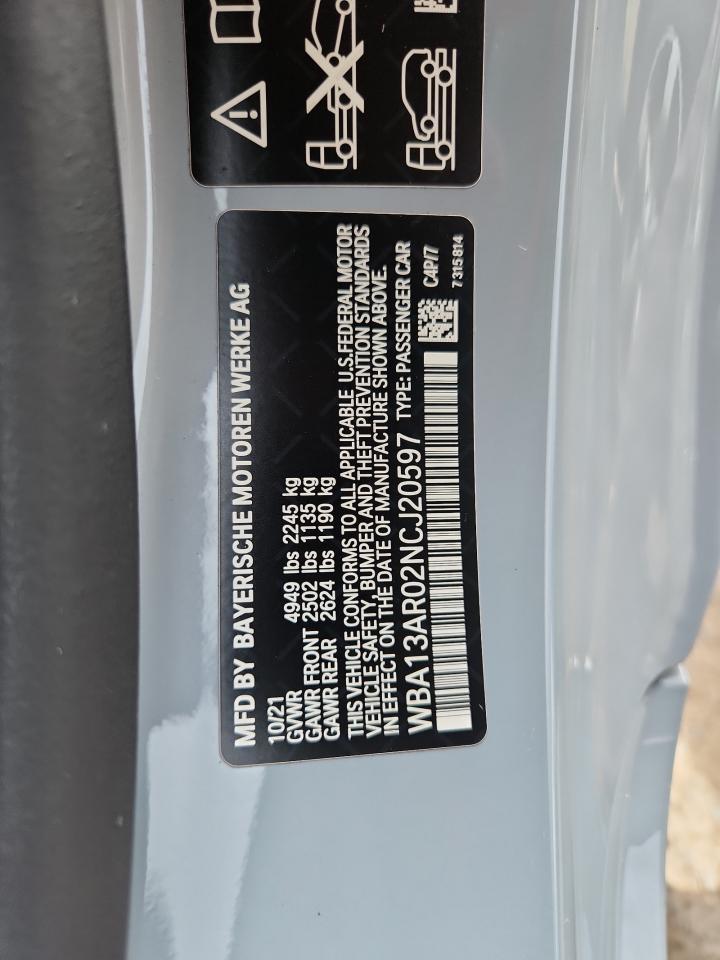 MFD BY BAYERISCHE MOTOREN WERKE AG
10/21
GVWR 4949 lbs 2245 kg
GAWR FRONT 2502 lbs 1135 kg
GAWR REAR 2624 lbs 1190 kg
THIS VEHICLE CONFORMS TO ALL APPLICABLE U.S.FEDERAL MOTOR
VEHICLE SAFETY, BUMPER AND THEFT PREVENTION STANDARDS
IN EFFECT ON THE DATE OF MANUFACTURE SHOWN ABOVE.
WBA13AR02NCJ20597 TYPE: PASSENGER CAR
C4P/7
7 315 814